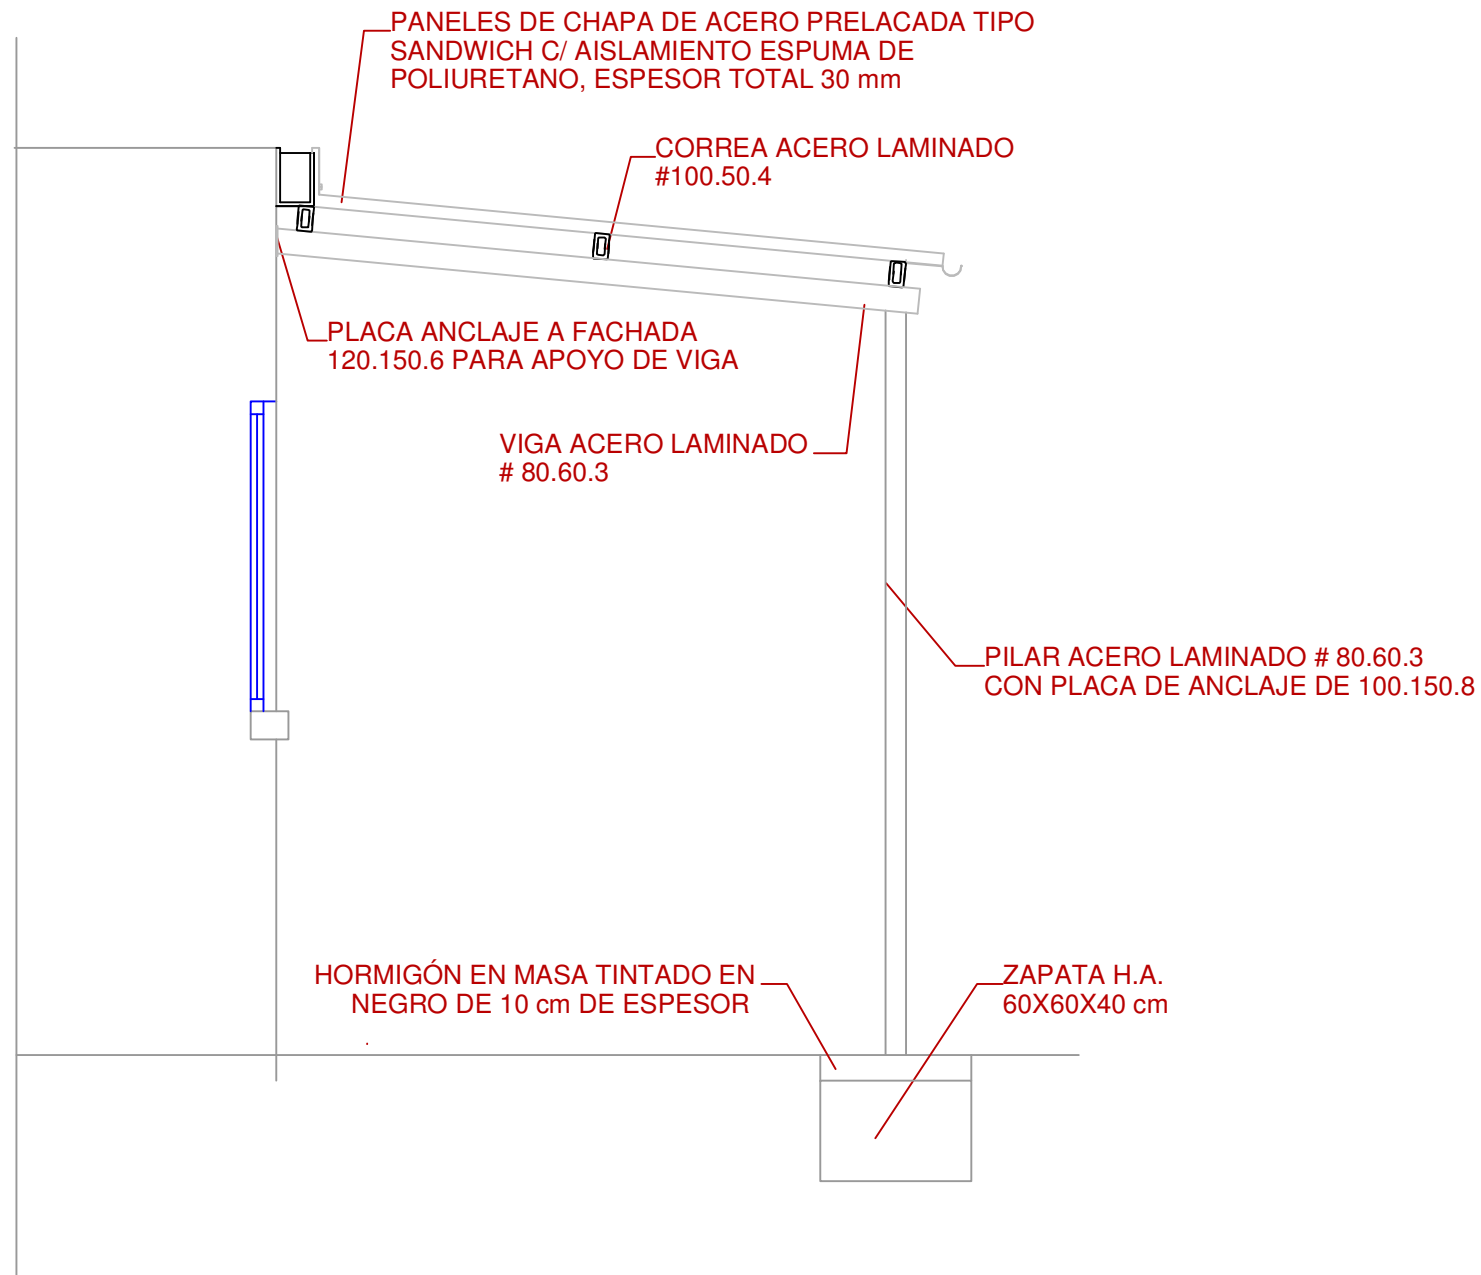 PANELES DE CHAPA DE ACERO PRELACADA TIPO
SANDWICH C/ AISLAMIENTO ESPUMA DE
POLIURETANO, ESPESOR TOTAL 30 mm
CORREA ACERO LAMINADO
#100.50.4
PLACA ANCLAJE A FACHADA
120.150.6 PARA APOYO DE VIGA
VIGA ACERO LAMINADO
# 80.60.3
PILAR ACERO LAMINADO # 80.60.3
CON PLACA DE ANCLAJE DE 100.150.8
HORMIGÓN EN MASA TINTADO EN
NEGRO DE 10 cm DE ESPESOR
ZAPATA H.A.
60X60X40 cm